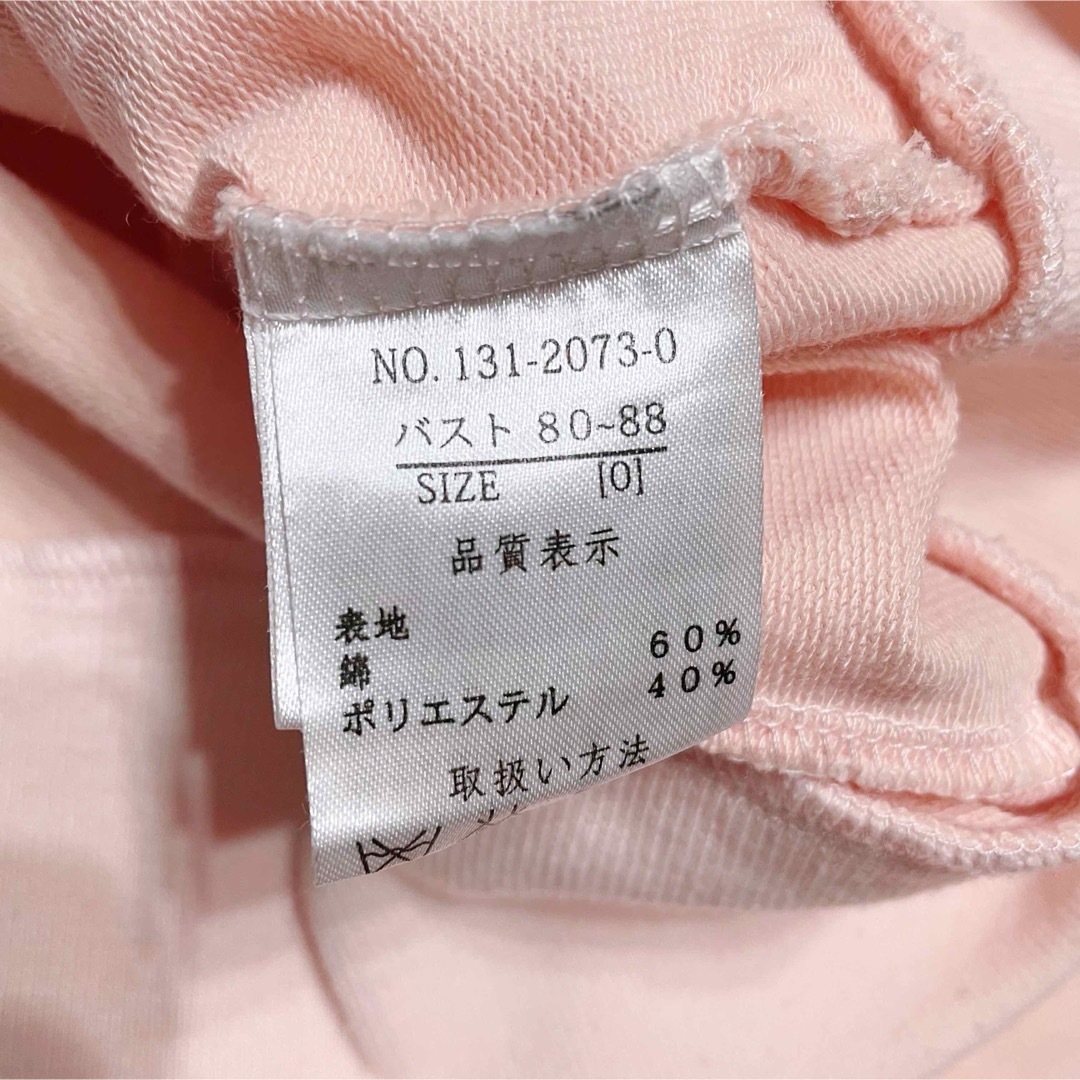 NO. 131-2073-0
バスト 80~88
SIZE [0]
品質表示
表地
綿 60%
ポリエステル 40%
取扱い方法